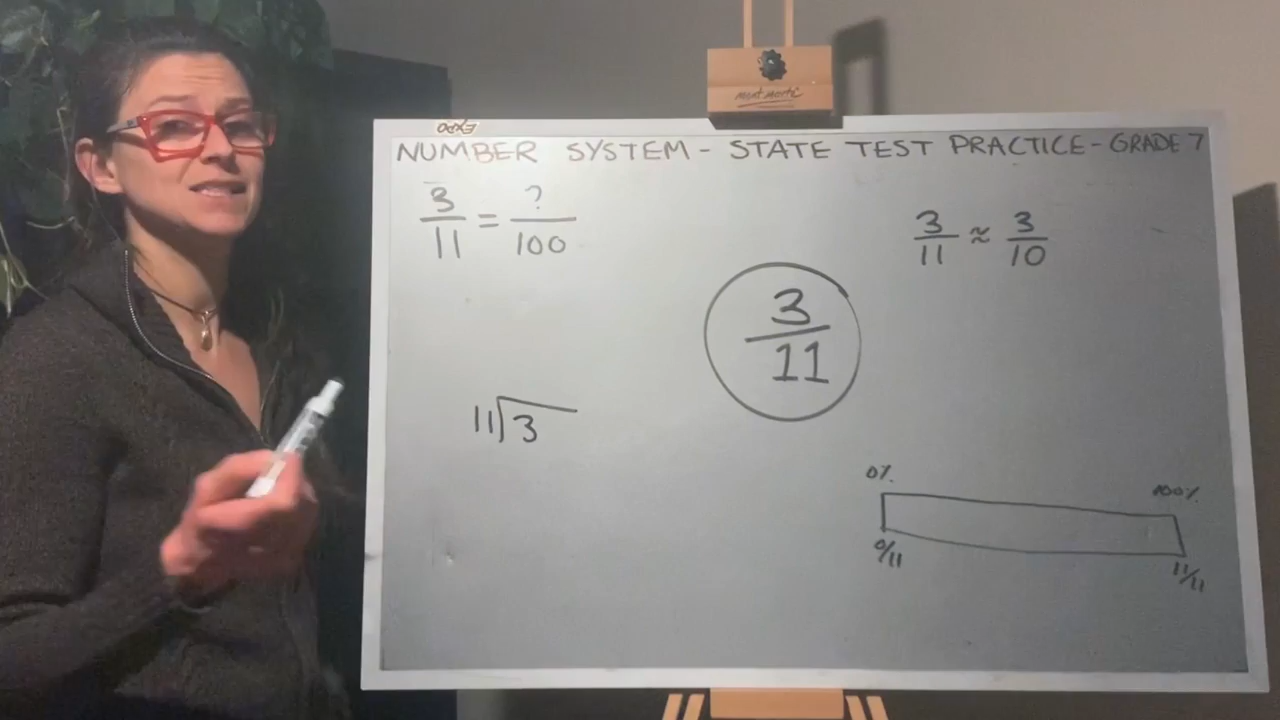 EXPO
NUMBER SYSTEM - STATE TEST PRACTICE - GRADE 7
3/11 = ?/100
3/11 ≈ 3/10
3/11
11)3
0% 100%
0/11 11/11